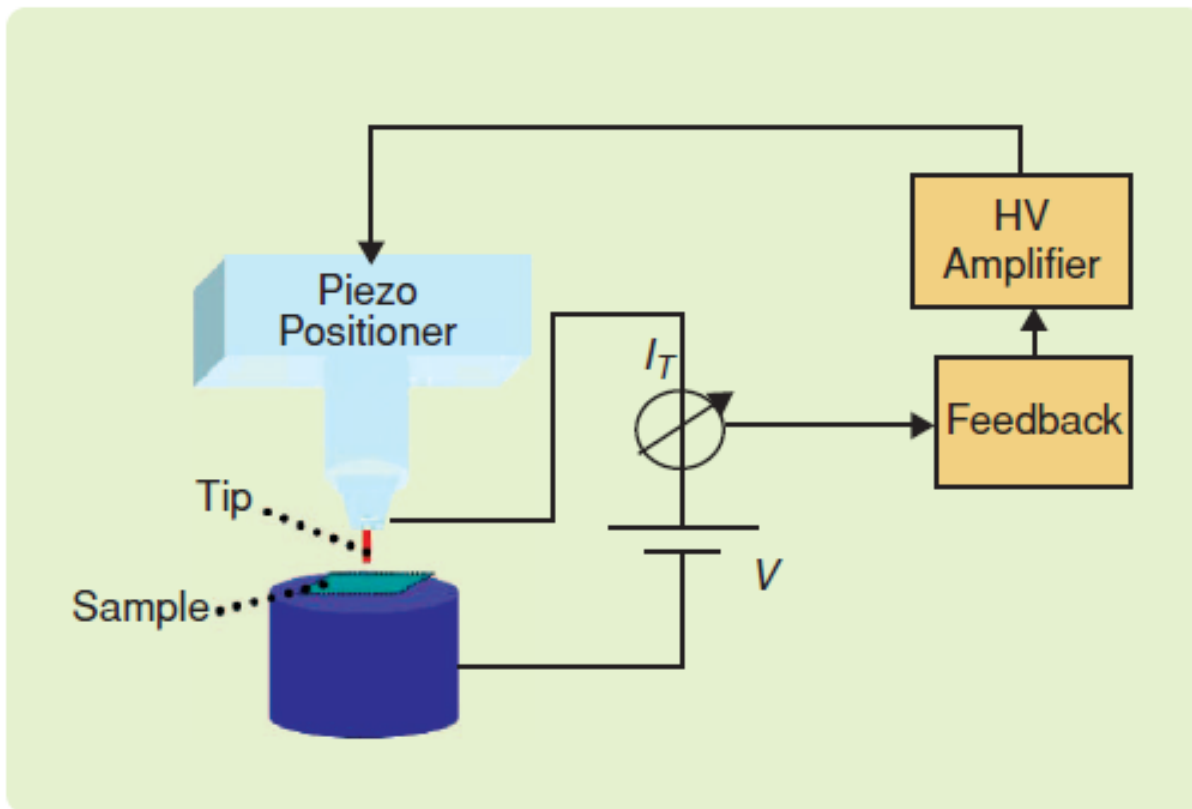 HV
Amplifier
Piezo
Positioner
I_T
Feedback
Tip
V
Sample